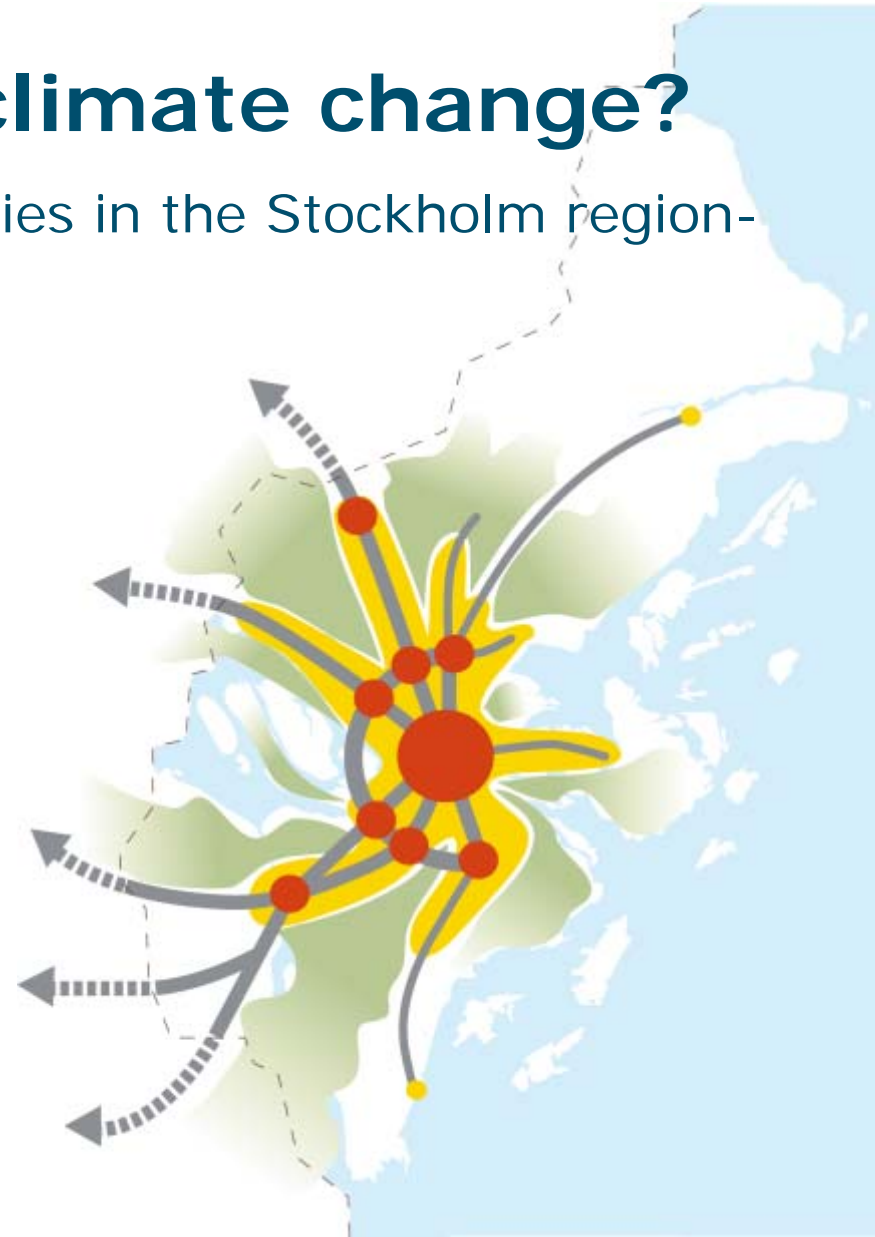 climate change?
ies in the Stockholm region-